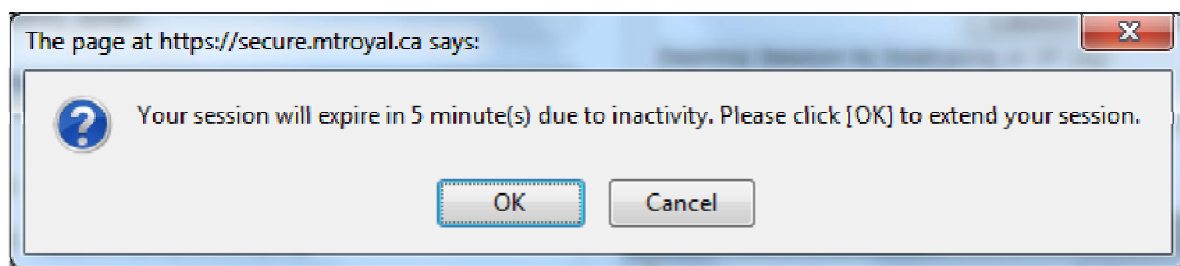 The page at https://secure.mtroyal.ca says:
Your session will expire in 5 minute(s) due to inactivity. Please click [OK] to extend your session.
OK
Cancel